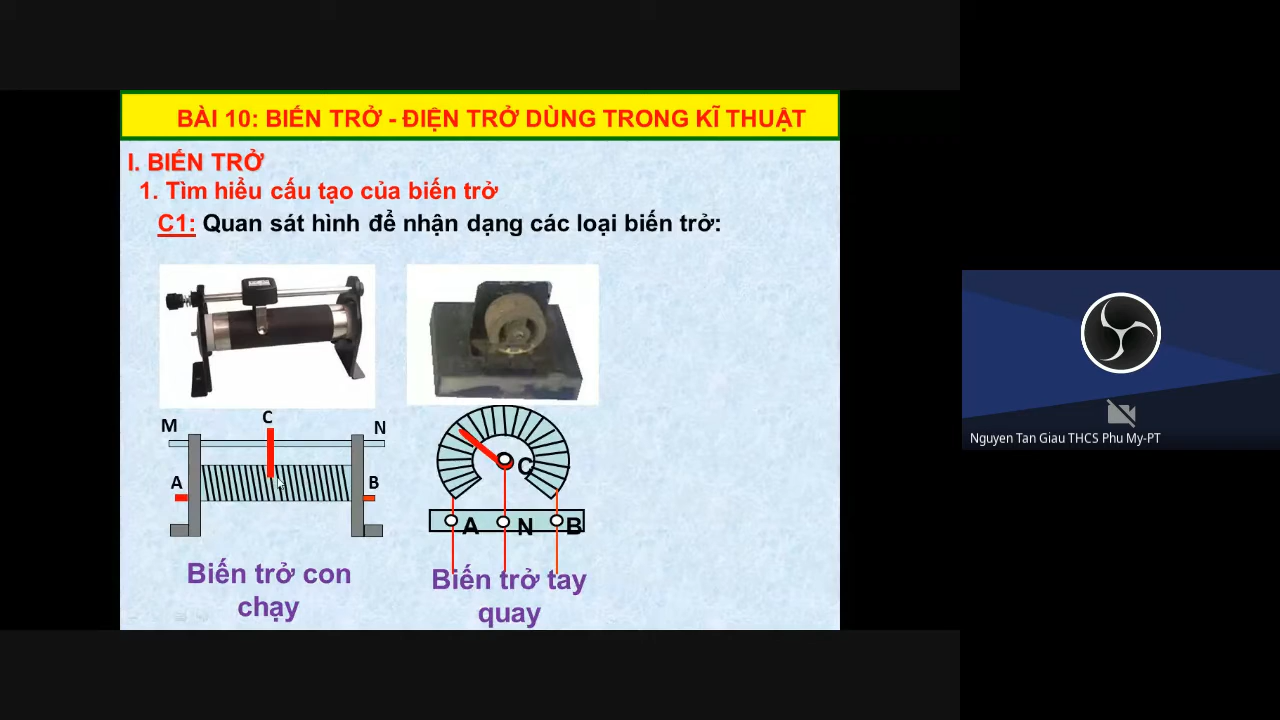 BÀI 10: BIẾN TRỞ - ĐIỆN TRỞ DÙNG TRONG KĨ THUẬT
I. BIẾN TRỞ
1. Tìm hiểu cấu tạo của biến trở
C1: Quan sát hình để nhận dạng các loại biến trở:
M C N
A B
C
A N B
Biến trở con
chạy
Biến trở tay
quay
Nguyen Tan Giau THCS Phu My-PT